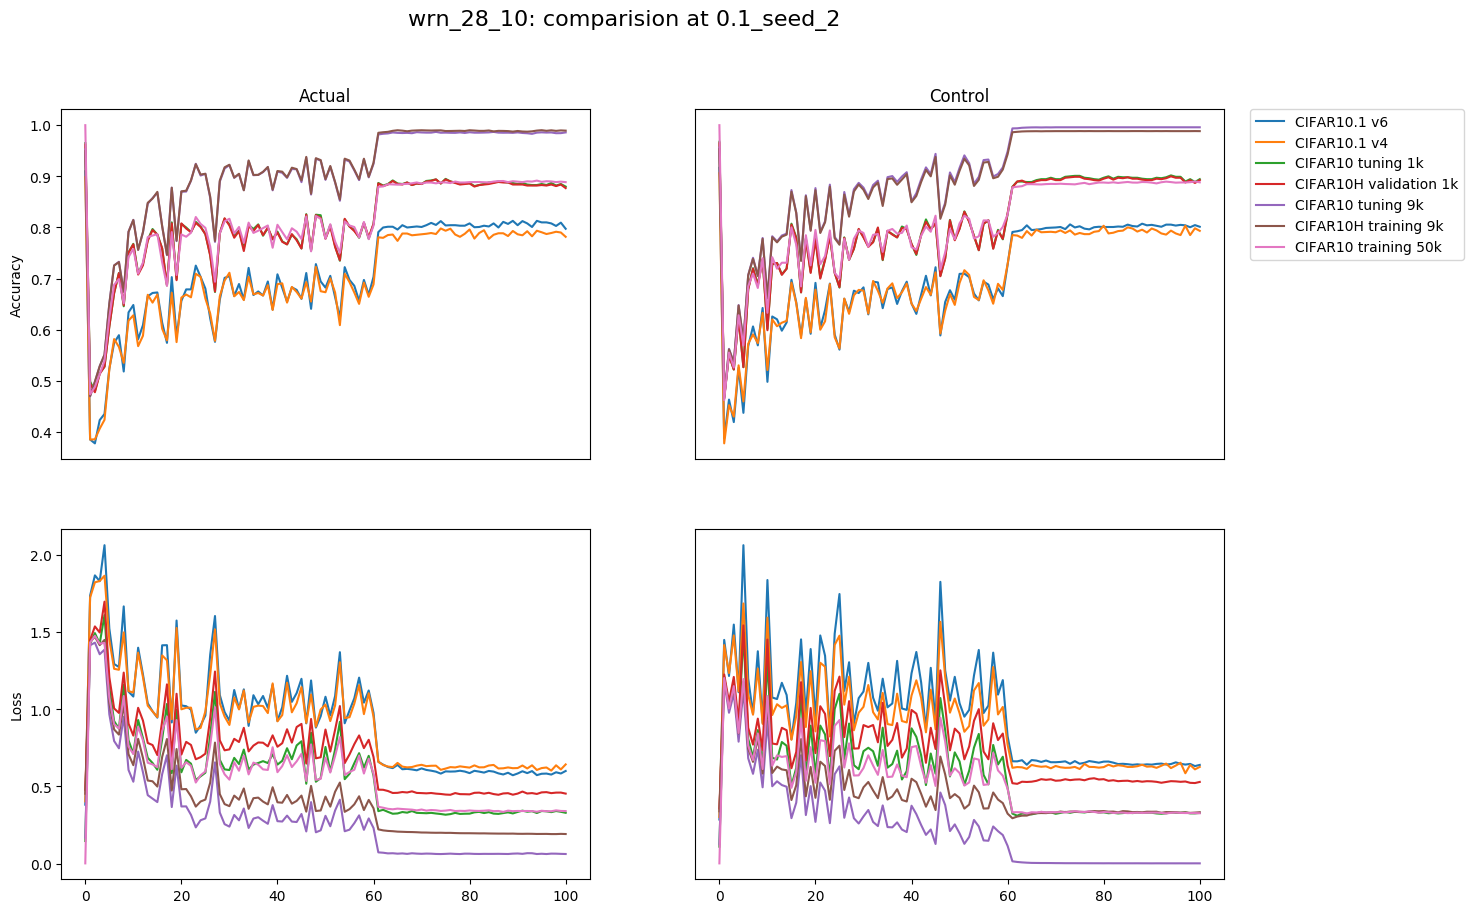 wrn_28_10: comparision at 0.1_seed_2
Actual
Control
Accuracy
1.0
0.9
0.8
0.7
0.6
0.5
0.4
CIFAR10.1 v6
CIFAR10.1 v4
CIFAR10 tuning 1k
CIFAR10H validation 1k
CIFAR10 tuning 9k
CIFAR10H training 9k
CIFAR10 training 50k
Loss
2.0
1.5
1.0
0.5
0.0
0 20 40 60 80 100
0 20 40 60 80 100